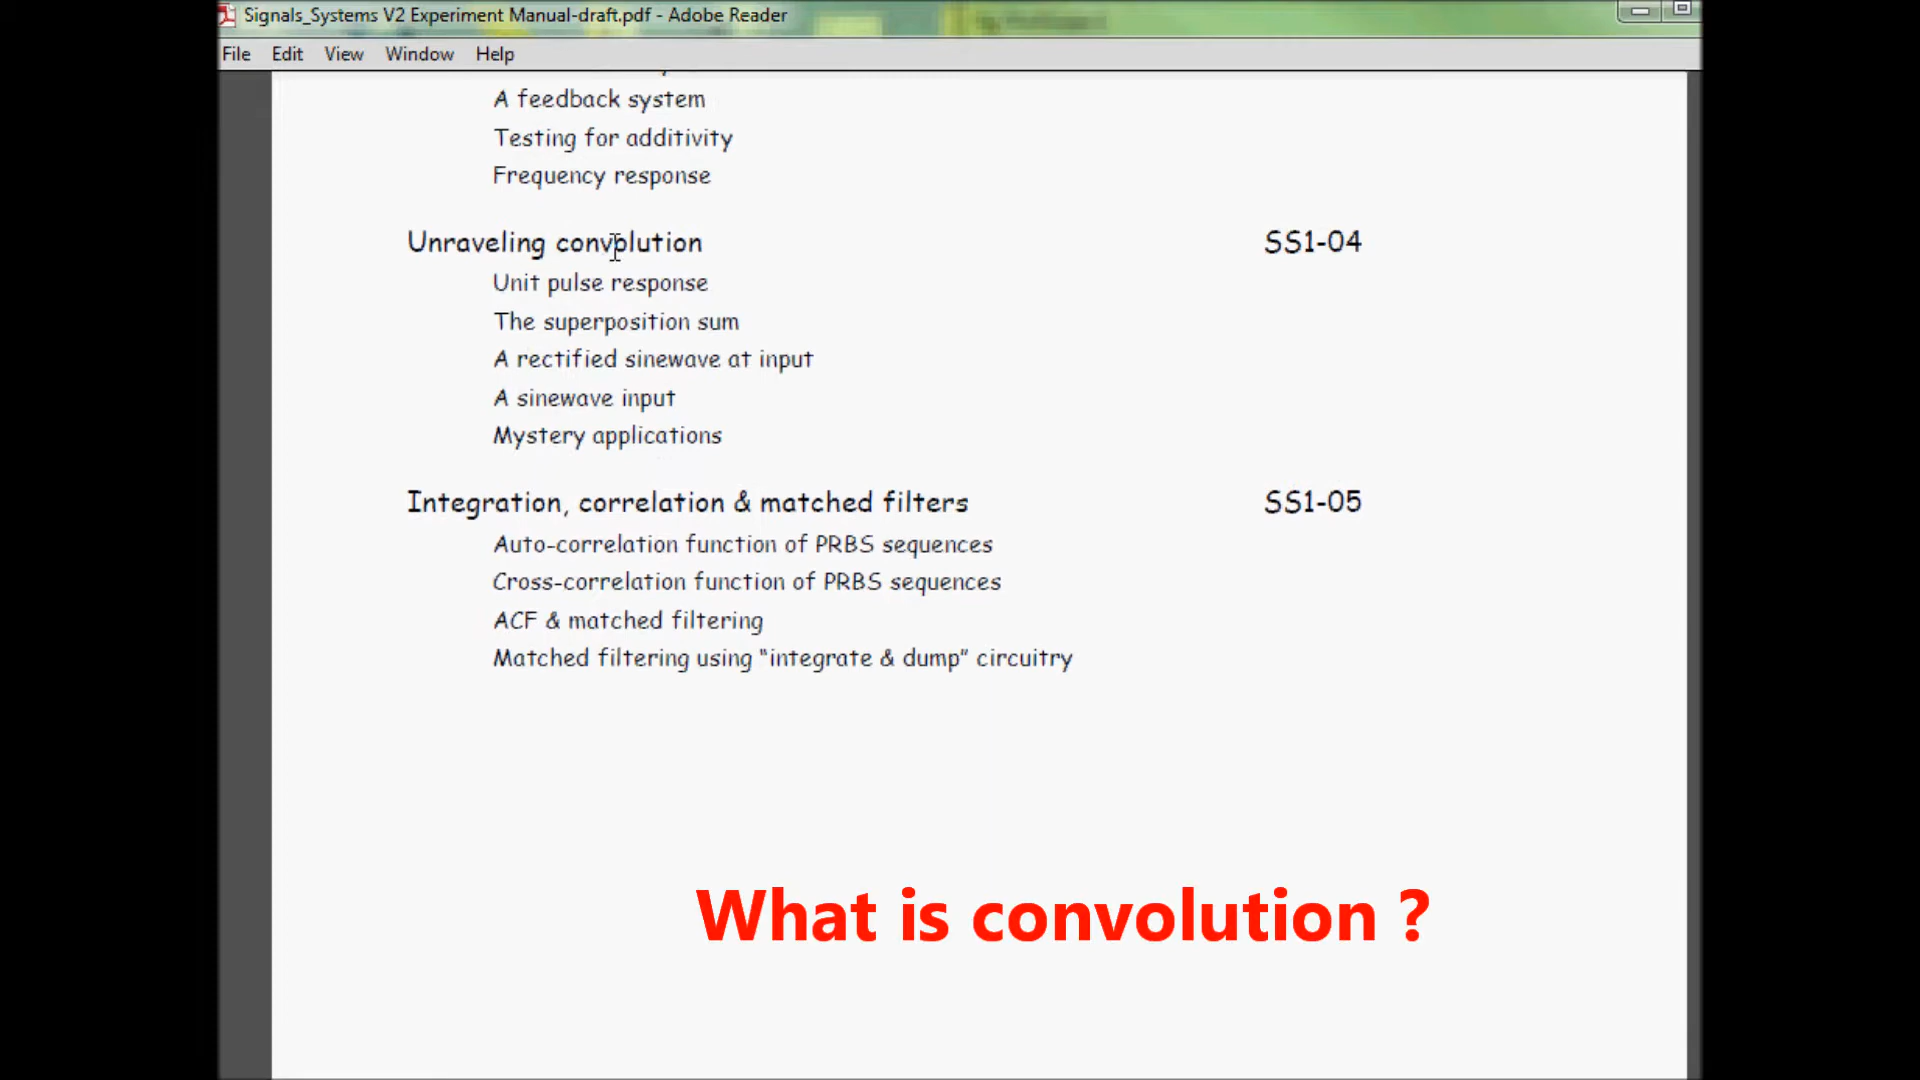 Signals_Systems V2 Experiment Manual-draft.pdf - Adobe Reader
File Edit View Window Help
A feedback system
Testing for additivity
Frequency response
Unraveling convolution SS1-04
Unit pulse response
The superposition sum
A rectified sinewave at input
A sinewave input
Mystery applications
Integration, correlation & matched filters SS1-05
Auto-correlation function of PRBS sequences
Cross-correlation function of PRBS sequences
ACF & matched filtering
Matched filtering using “integrate & dump” circuitry
What is convolution ?